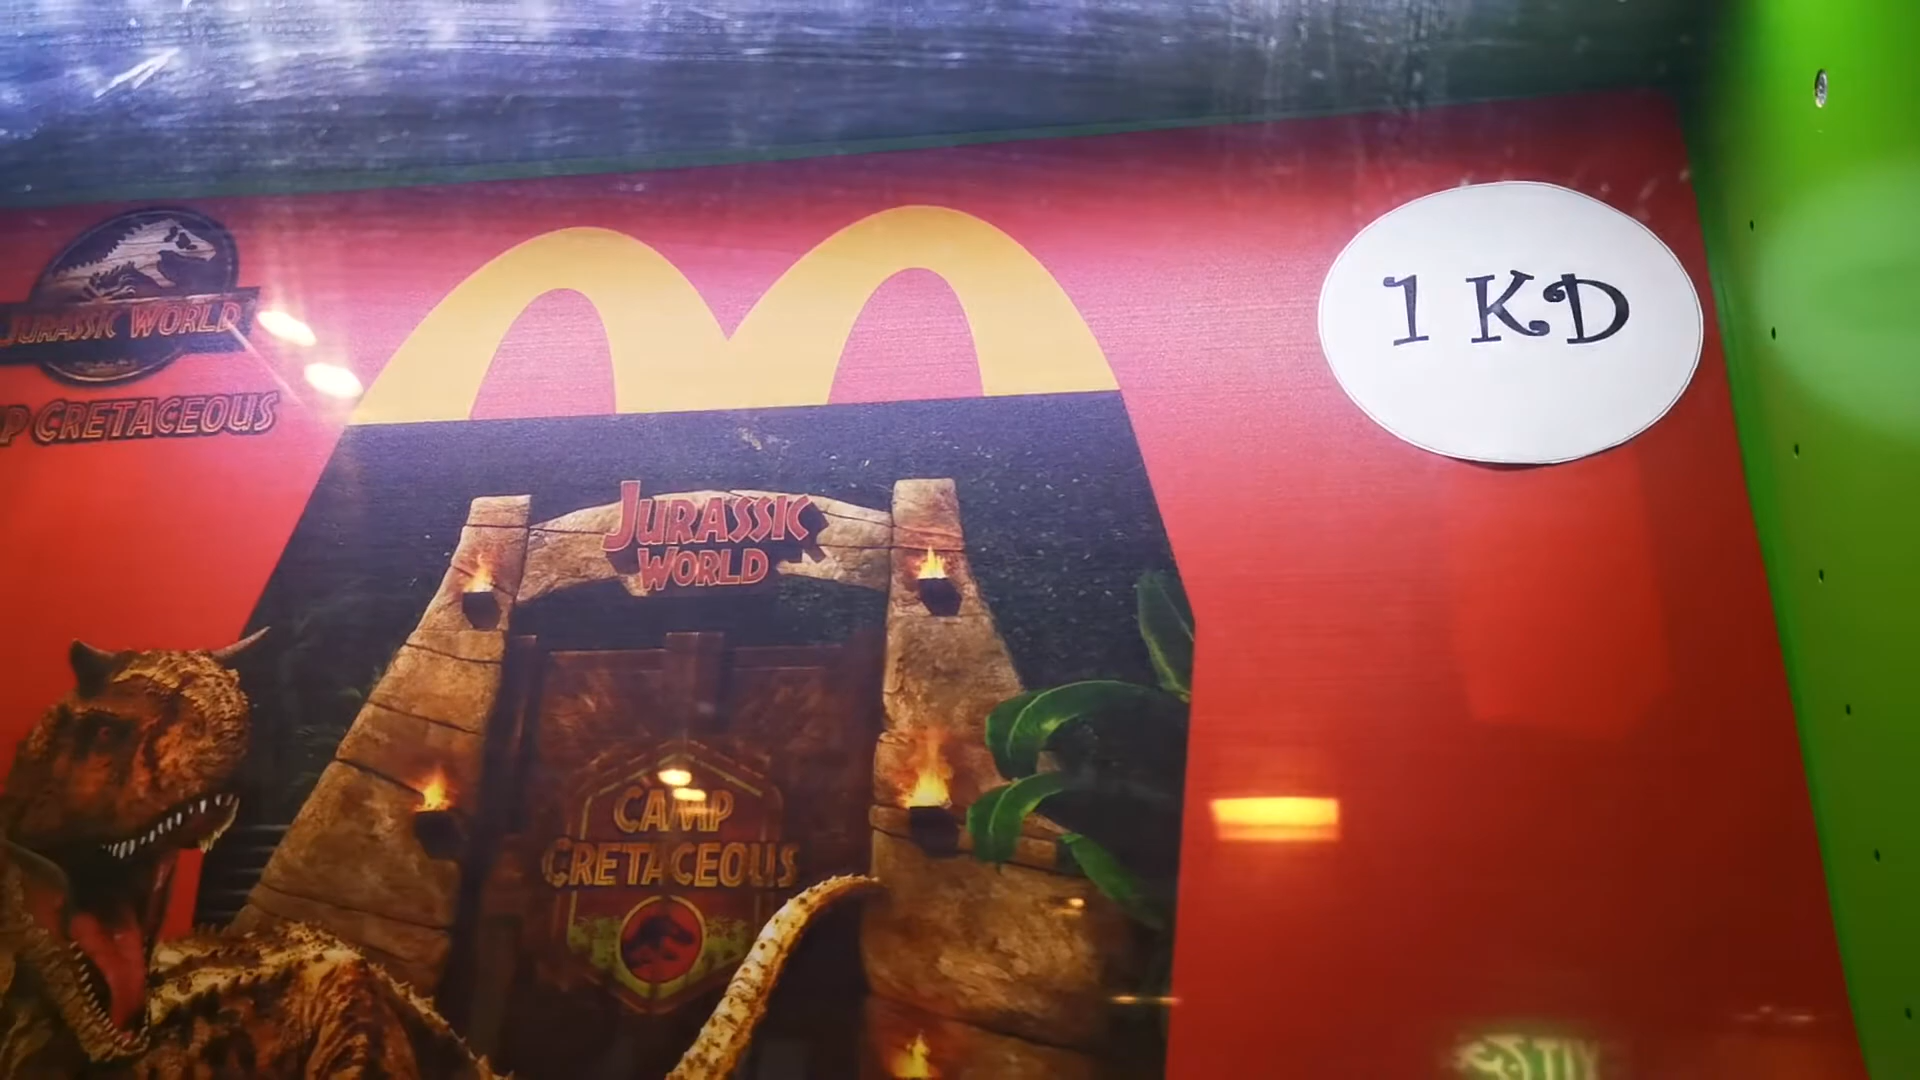 JURASSIC WORLD
P CRETACEOUS
1 KD
JURASSIC
WORLD
CAMP
CRETACEOUS